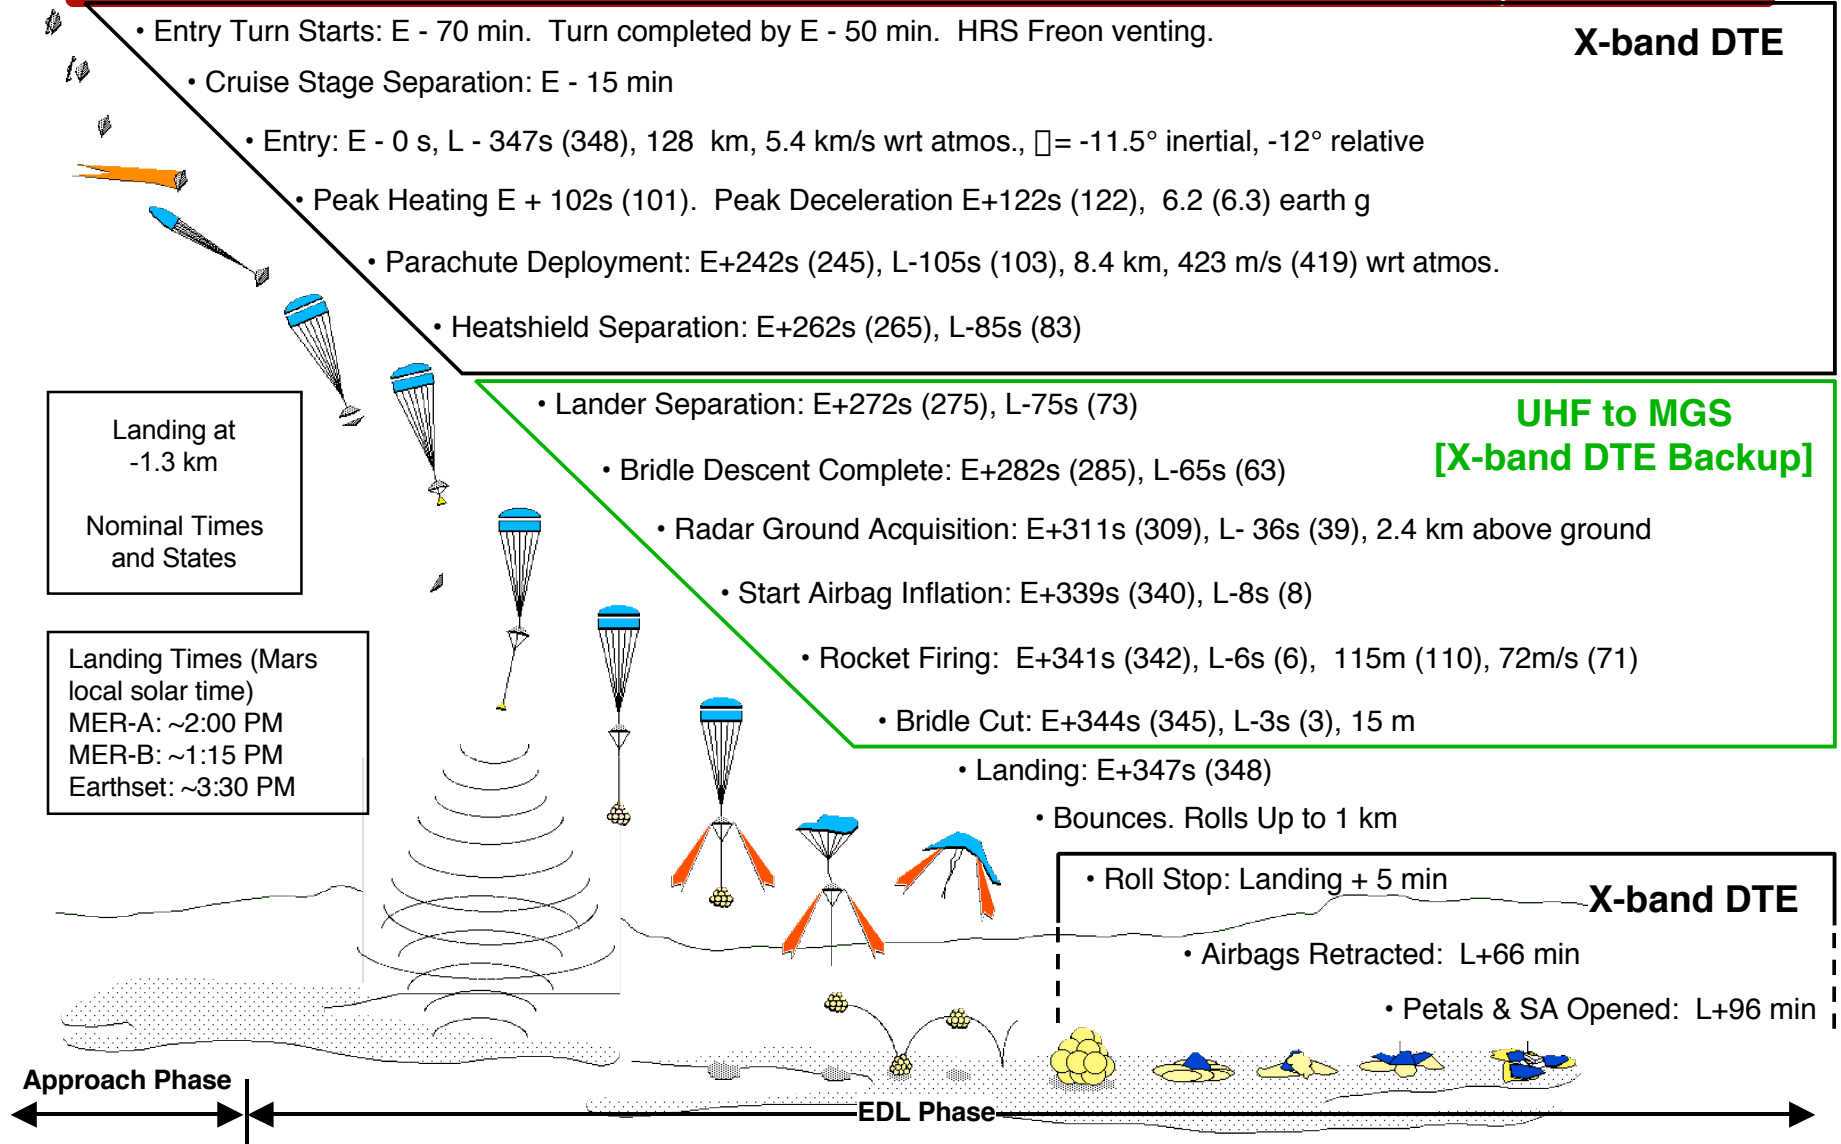 • Entry Turn Starts: E - 70 min.  Turn completed by E - 50 min.  HRS Freon venting.
X-band DTE
• Cruise Stage Separation: E - 15 min
• Entry: E - 0 s, L - 347s (348), 128  km, 5.4 km/s wrt atmos., = -11.5° inertial, -12° relative
• Peak Heating E + 102s (101).  Peak Deceleration E+122s (122),  6.2 (6.3) earth g
• Parachute Deployment: E+242s (245), L-105s (103), 8.4 km, 423 m/s (419) wrt atmos.
• Heatshield Separation: E+262s (265), L-85s (83)
• Lander Separation: E+272s (275), L-75s (73)
UHF to MGS
[X-band DTE Backup]
• Bridle Descent Complete: E+282s (285), L-65s (63)
• Radar Ground Acquisition: E+311s (309), L- 36s (39), 2.4 km above ground
• Start Airbag Inflation: E+339s (340), L-8s (8)
• Rocket Firing:  E+341s (342), L-6s (6),  115m (110), 72m/s (71)
• Bridle Cut: E+344s (345), L-3s (3), 15 m
• Landing: E+347s (348)
• Bounces. Rolls Up to 1 km
• Roll Stop: Landing + 5 min
X-band DTE
• Airbags Retracted:  L+66 min
• Petals & SA Opened:  L+96 min
Landing at
-1.3 km
Nominal Times
and States
Landing Times (Mars
local solar time)
MER-A: ~2:00 PM
MER-B: ~1:15 PM
Earthset: ~3:30 PM
Approach Phase
EDL Phase